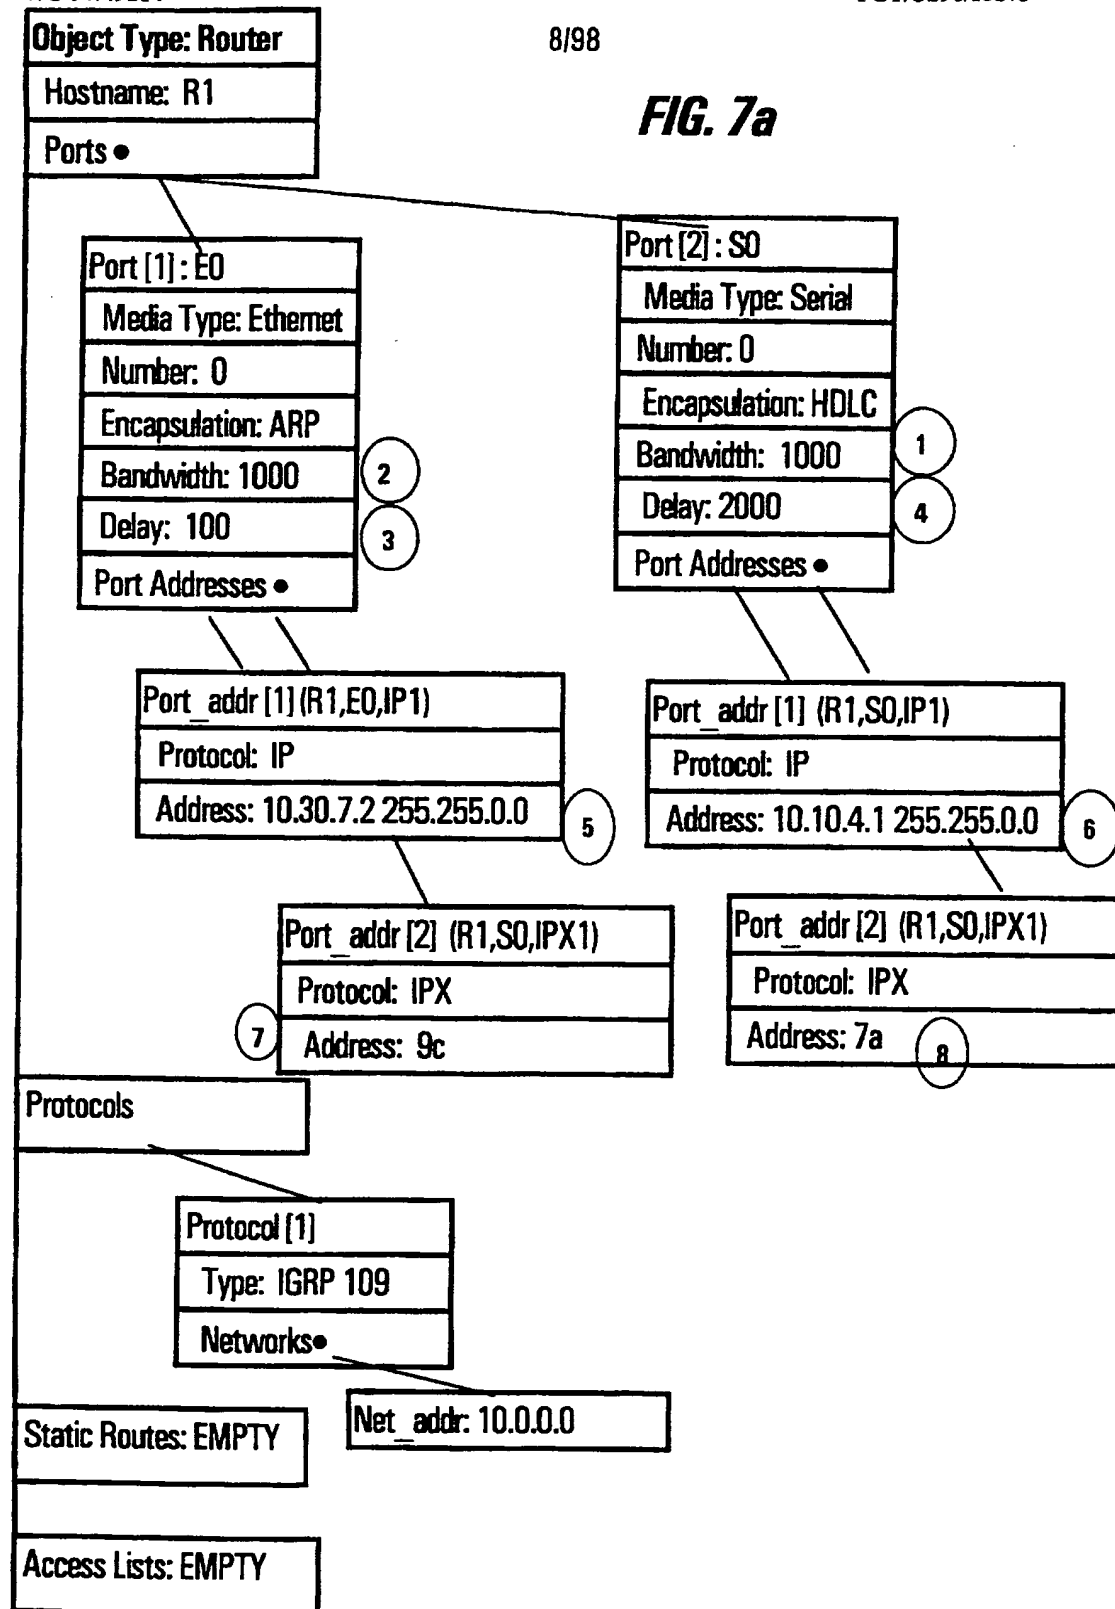 8/98
FIG. 7a
Object Type: Router
Hostname: R1
Ports •
Port [1] : E0
Media Type: Ethernet
Number: 0
Encapsulation: ARP
Bandwidth: 1000
2
Delay: 100
3
Port Addresses •
Port [2] : S0
Media Type: Serial
Number: 0
Encapsulation: HDLC
Bandwidth: 1000
1
Delay: 2000
4
Port Addresses •
Port_addr [1] (R1,E0,IP1)
Protocol: IP
Address: 10.30.7.2 255.255.0.0
5
Port_addr [1] (R1,S0,IP1)
Protocol: IP
Address: 10.10.4.1 255.255.0.0
6
Port_addr [2] (R1,S0,IPX1)
Protocol: IPX
7
Address: 9c
Port_addr [2] (R1,S0,IPX1)
Protocol: IPX
Address: 7a
8
Protocols
Protocol [1]
Type: IGRP 109
Networks•
Net_addr: 10.0.0.0
Static Routes: EMPTY
Access Lists: EMPTY